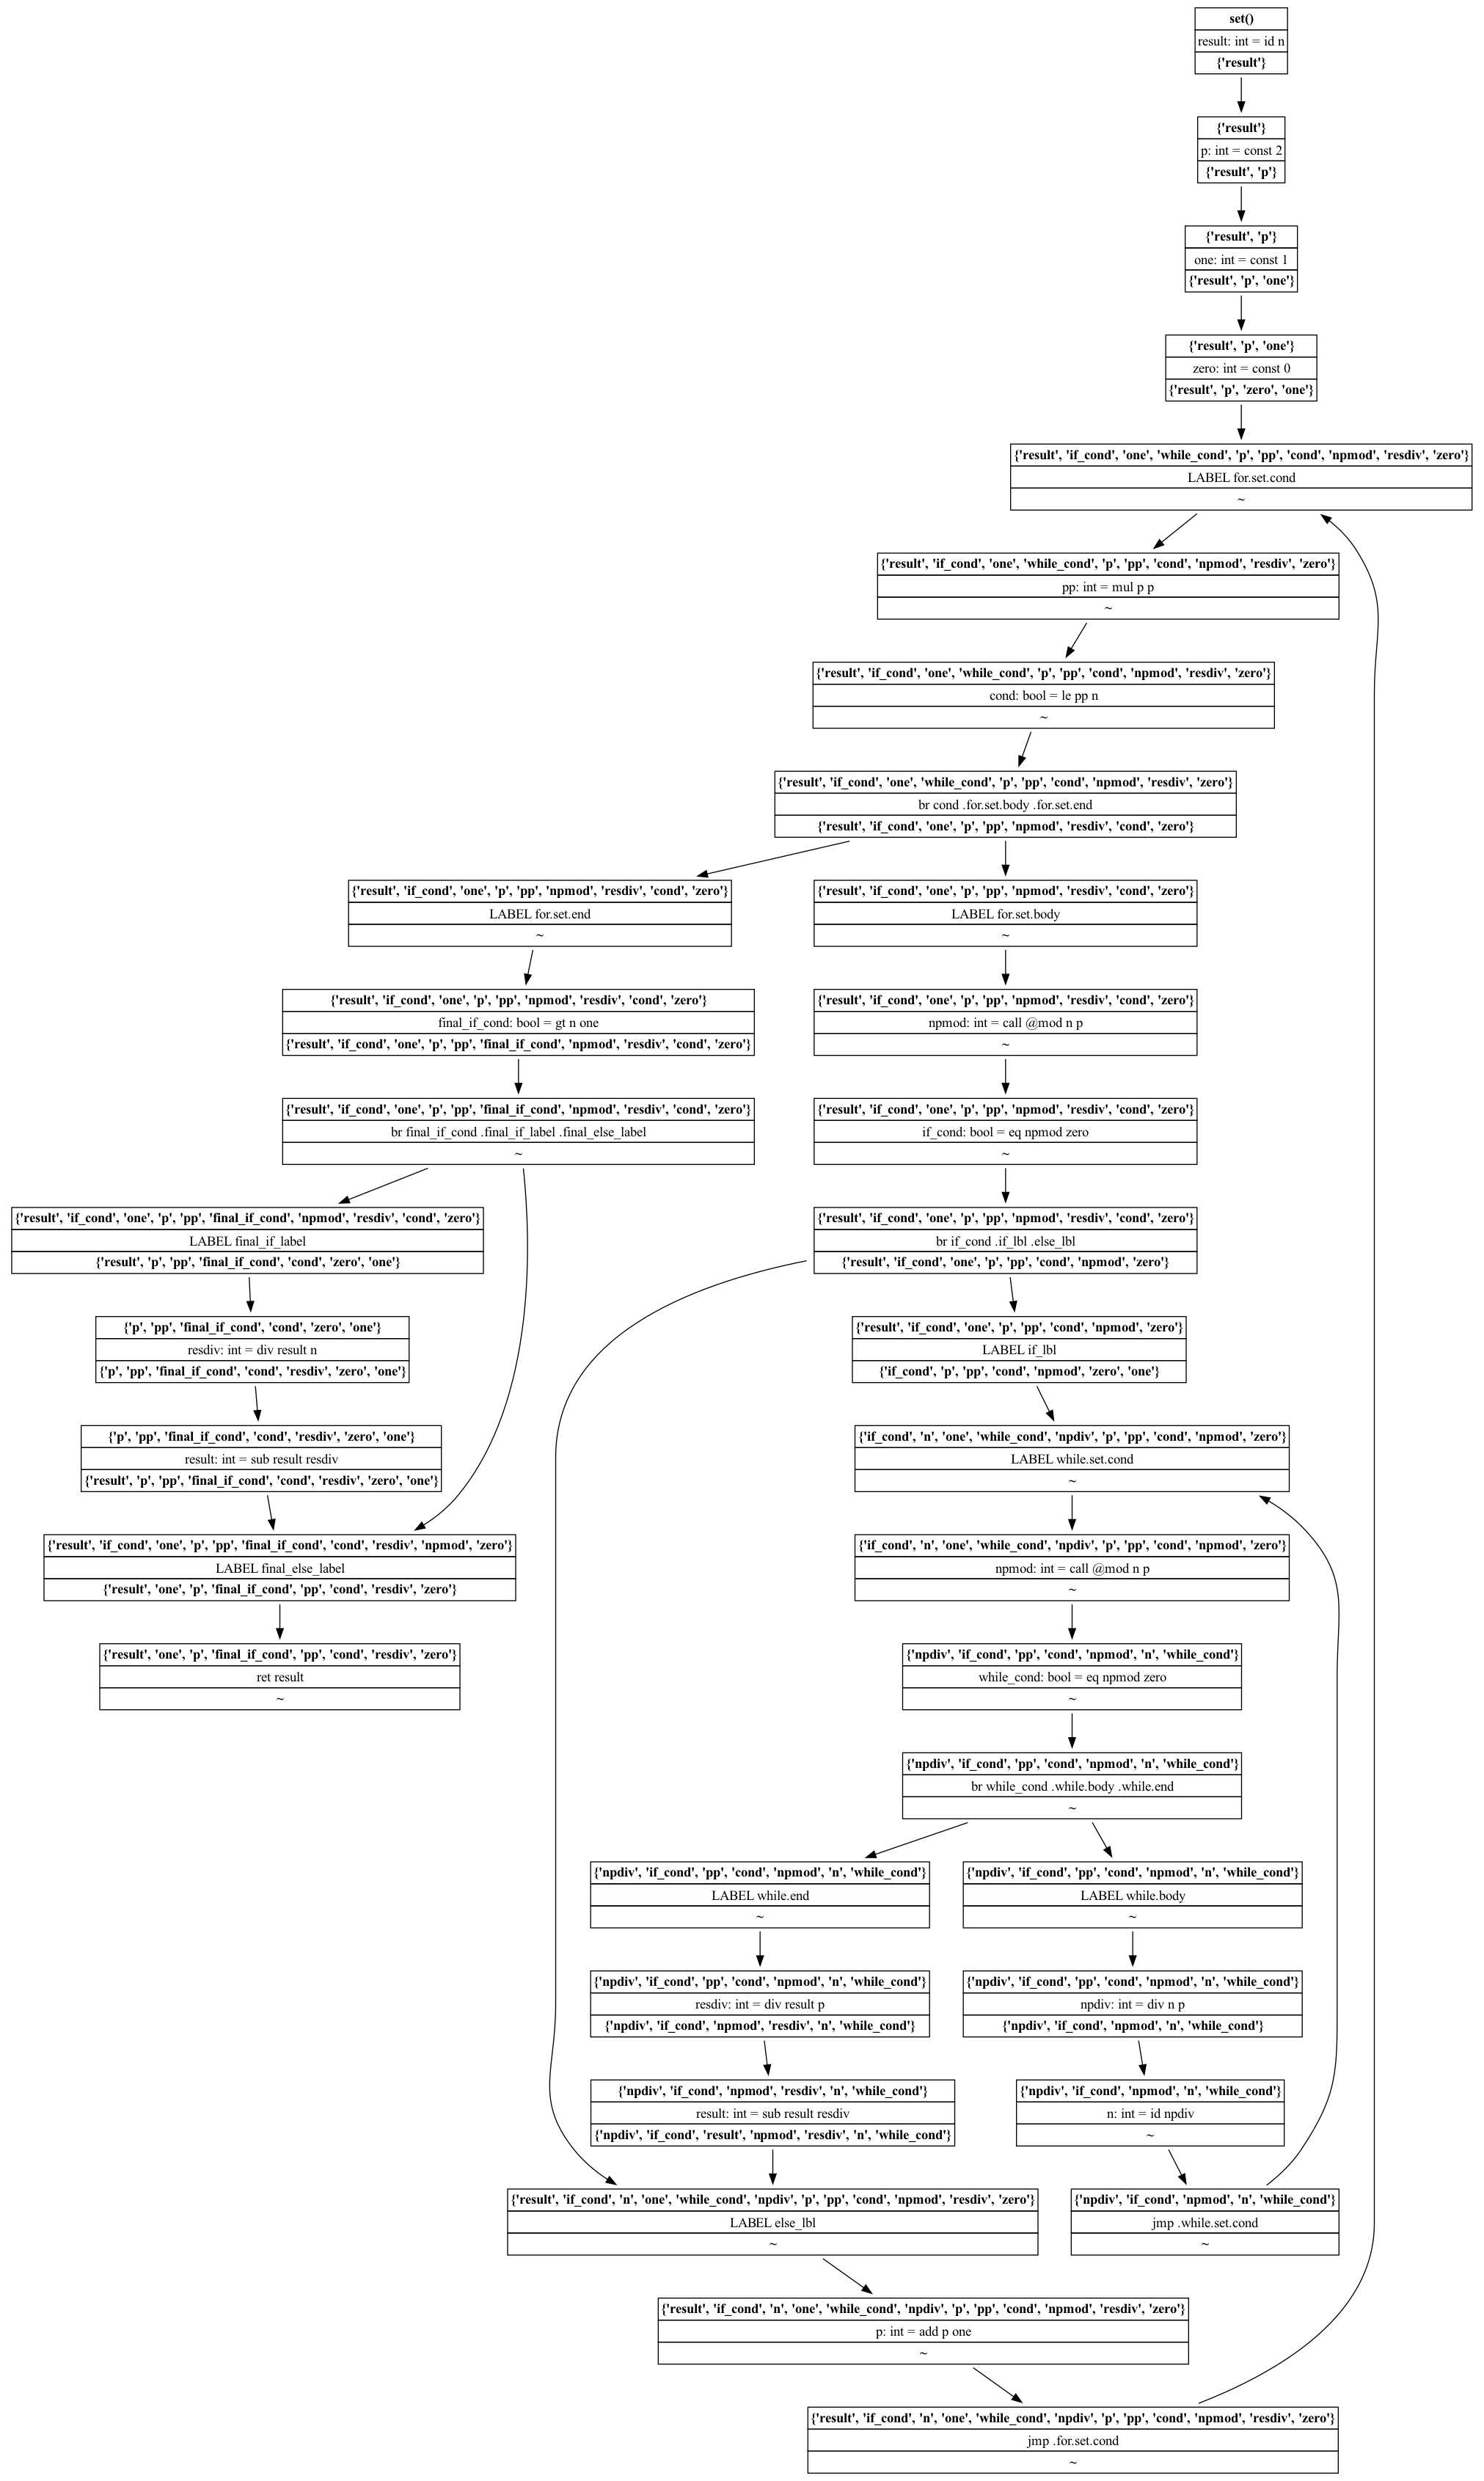 set()
result: int = id n
{'result'}
{'result'}
p: int = const 2
{'result', 'p'}
{'result', 'p'}
one: int = const 1
{'result', 'p', 'one'}
{'result', 'p', 'one'}
zero: int = const 0
{'result', 'p', 'zero', 'one'}
{'result', 'if_cond', 'one', 'while_cond', 'p', 'pp', 'cond', 'npmod', 'resdiv', 'zero'}
LABEL for.set.cond
~
{'result', 'if_cond', 'one', 'while_cond', 'p', 'pp', 'cond', 'npmod', 'resdiv', 'zero'}
pp: int = mul p p
~
{'result', 'if_cond', 'one', 'while_cond', 'p', 'pp', 'cond', 'npmod', 'resdiv', 'zero'}
cond: bool = le pp n
~
{'result', 'if_cond', 'one', 'while_cond', 'p', 'pp', 'cond', 'npmod', 'resdiv', 'zero'}
br cond .for.set.body .for.set.end
{'result', 'if_cond', 'one', 'p', 'pp', 'npmod', 'resdiv', 'cond', 'zero'}
{'result', 'if_cond', 'one', 'p', 'pp', 'npmod', 'resdiv', 'cond', 'zero'}
LABEL for.set.end
~
{'result', 'if_cond', 'one', 'p', 'pp', 'npmod', 'resdiv', 'cond', 'zero'}
LABEL for.set.body
~
{'result', 'if_cond', 'one', 'p', 'pp', 'npmod', 'resdiv', 'cond', 'zero'}
final_if_cond: bool = gt n one
{'result', 'if_cond', 'one', 'p', 'pp', 'final_if_cond', 'npmod', 'resdiv', 'cond', 'zero'}
{'result', 'if_cond', 'one', 'p', 'pp', 'npmod', 'resdiv', 'cond', 'zero'}
npmod: int = call @mod n p
~
{'result', 'if_cond', 'one', 'p', 'pp', 'final_if_cond', 'npmod', 'resdiv', 'cond', 'zero'}
br final_if_cond .final_if_label .final_else_label
~
{'result', 'if_cond', 'one', 'p', 'pp', 'npmod', 'resdiv', 'cond', 'zero'}
if_cond: bool = eq npmod zero
~
{'result', 'if_cond', 'one', 'p', 'pp', 'final_if_cond', 'npmod', 'resdiv', 'cond', 'zero'}
LABEL final_if_label
{'result', 'p', 'pp', 'final_if_cond', 'cond', 'zero', 'one'}
{'result', 'if_cond', 'one', 'p', 'pp', 'npmod', 'resdiv', 'cond', 'zero'}
br if_cond .if_lbl .else_lbl
{'result', 'if_cond', 'one', 'p', 'pp', 'cond', 'npmod', 'zero'}
{'p', 'pp', 'final_if_cond', 'cond', 'zero', 'one'}
resdiv: int = div result n
{'p', 'pp', 'final_if_cond', 'cond', 'resdiv', 'zero', 'one'}
{'result', 'if_cond', 'one', 'p', 'pp', 'cond', 'npmod', 'zero'}
LABEL if_lbl
{'if_cond', 'p', 'pp', 'cond', 'npmod', 'zero', 'one'}
{'p', 'pp', 'final_if_cond', 'cond', 'resdiv', 'zero', 'one'}
result: int = sub result resdiv
{'result', 'p', 'pp', 'final_if_cond', 'cond', 'resdiv', 'zero', 'one'}
{'if_cond', 'n', 'one', 'while_cond', 'npdiv', 'p', 'pp', 'cond', 'npmod', 'zero'}
LABEL while.set.cond
~
{'result', 'if_cond', 'one', 'p', 'pp', 'final_if_cond', 'cond', 'resdiv', 'npmod', 'zero'}
LABEL final_else_label
{'result', 'one', 'p', 'final_if_cond', 'pp', 'cond', 'resdiv', 'zero'}
{'if_cond', 'n', 'one', 'while_cond', 'npdiv', 'p', 'pp', 'cond', 'npmod', 'zero'}
npmod: int = call @mod n p
~
{'result', 'one', 'p', 'final_if_cond', 'pp', 'cond', 'resdiv', 'zero'}
ret result
~
{'npdiv', 'if_cond', 'pp', 'cond', 'npmod', 'n', 'while_cond'}
while_cond: bool = eq npmod zero
~
{'npdiv', 'if_cond', 'pp', 'cond', 'npmod', 'n', 'while_cond'}
br while_cond .while.body .while.end
~
{'npdiv', 'if_cond', 'pp', 'cond', 'npmod', 'n', 'while_cond'}
LABEL while.end
~
{'npdiv', 'if_cond', 'pp', 'cond', 'npmod', 'n', 'while_cond'}
LABEL while.body
~
{'npdiv', 'if_cond', 'pp', 'cond', 'npmod', 'n', 'while_cond'}
resdiv: int = div result p
{'npdiv', 'if_cond', 'npmod', 'resdiv', 'n', 'while_cond'}
{'npdiv', 'if_cond', 'pp', 'cond', 'npmod', 'n', 'while_cond'}
npdiv: int = div n p
{'npdiv', 'if_cond', 'npmod', 'n', 'while_cond'}
{'npdiv', 'if_cond', 'npmod', 'resdiv', 'n', 'while_cond'}
result: int = sub result resdiv
{'npdiv', 'if_cond', 'result', 'npmod', 'resdiv', 'n', 'while_cond'}
{'npdiv', 'if_cond', 'npmod', 'n', 'while_cond'}
n: int = id npdiv
~
{'result', 'if_cond', 'n', 'one', 'while_cond', 'npdiv', 'p', 'pp', 'cond', 'npmod', 'resdiv', 'zero'}
LABEL else_lbl
~
{'npdiv', 'if_cond', 'npmod', 'n', 'while_cond'}
jmp .while.set.cond
~
{'result', 'if_cond', 'n', 'one', 'while_cond', 'npdiv', 'p', 'pp', 'cond', 'npmod', 'resdiv', 'zero'}
p: int = add p one
~
{'result', 'if_cond', 'n', 'one', 'while_cond', 'npdiv', 'p', 'pp', 'cond', 'npmod', 'resdiv', 'zero'}
jmp .for.set.cond
~